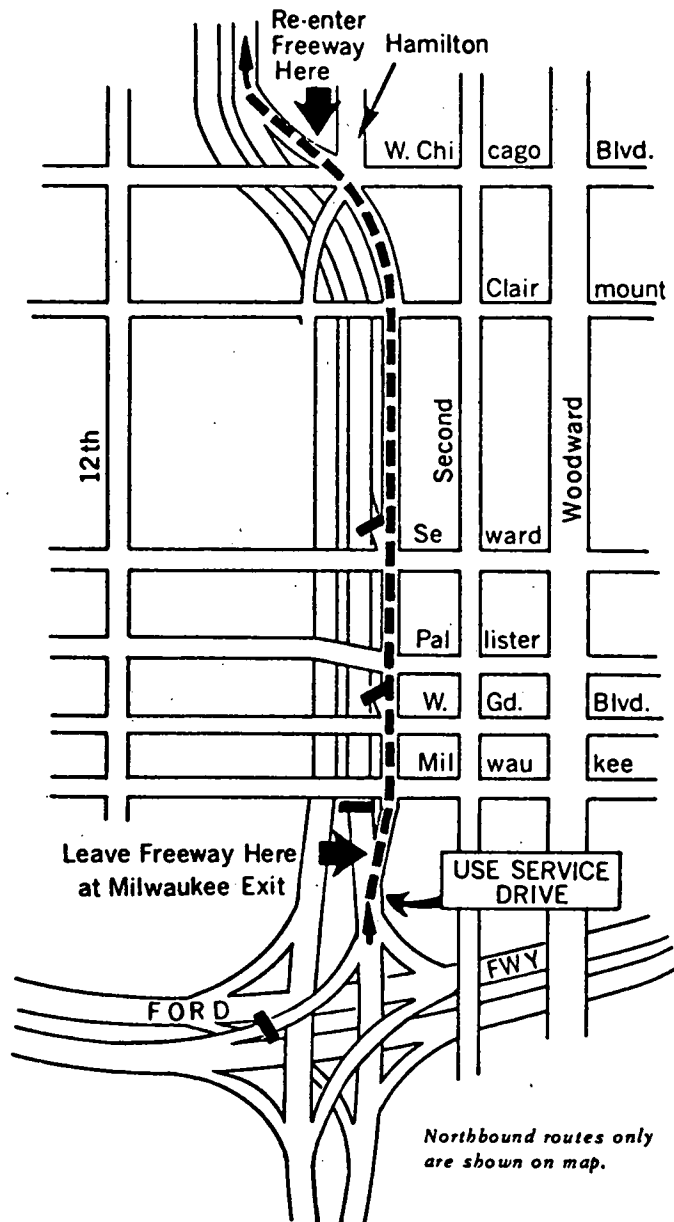 Re-enter
Freeway
Here
Hamilton
W. Chi cago Blvd.
Clair mount
12th
Second
Woodward
Se ward
Pal lister
W. Gd. Blvd.
Mil wau kee
Leave Freeway Here
at Milwaukee Exit
USE SERVICE
DRIVE
FORD FWY
Northbound routes only
are shown on map.